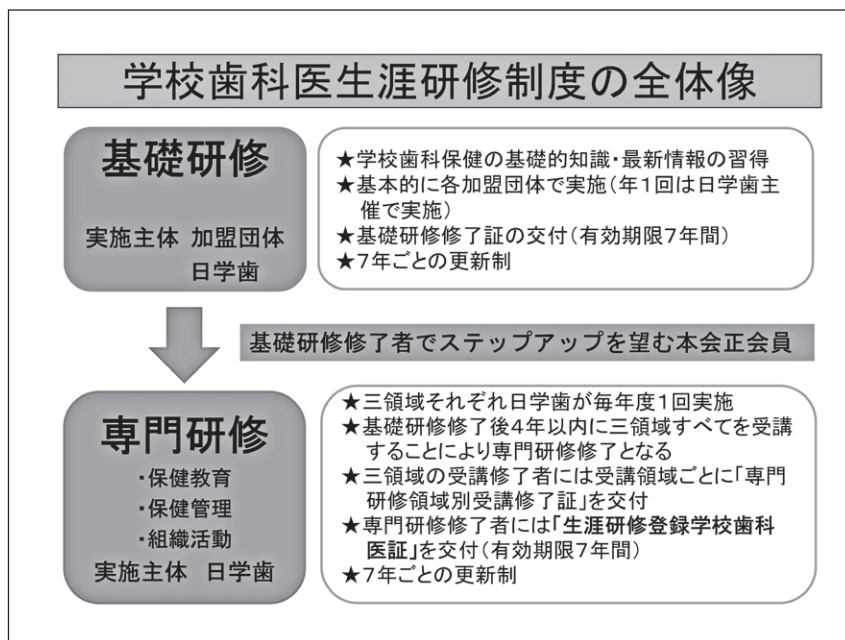 学校歯科医生涯研修制度の全体像
基礎研修
実施主体 加盟団体
日学歯
★学校歯科保健の基礎的知識・最新情報の習得
★基本的に各加盟団体で実施(年1回は日学歯主
催で実施)
★基礎研修修了証の交付(有効期限7年間)
★7年ごとの更新制
基礎研修修了者でステップアップを望む本会正会員
専門研修
・保健教育
・保健管理
・組織活動
実施主体 日学歯
★三領域それぞれ日学歯が毎年度1回実施
★基礎研修修了後4年以内に三領域すべてを受講
することにより専門研修修了となる
★三領域の受講修了者には受講領域ごとに「専門
研修領域別受講修了証」を交付
★専門研修修了者には「生涯研修登録学校歯科
医証」を交付(有効期限7年間)
★7年ごとの更新制